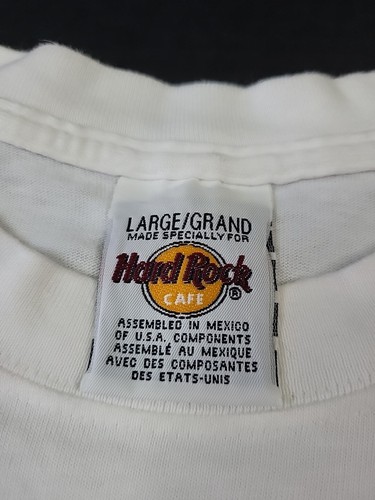 LARGE/GRAND
MADE SPECIALLY FOR
Hard Rock
CAFE ®
ASSEMBLED IN MEXICO
OF U.S.A. COMPONENTS
ASSEMBLÉ AU MEXIQUE
AVEC DES COMPOSANTES
DES ETATS-UNIS